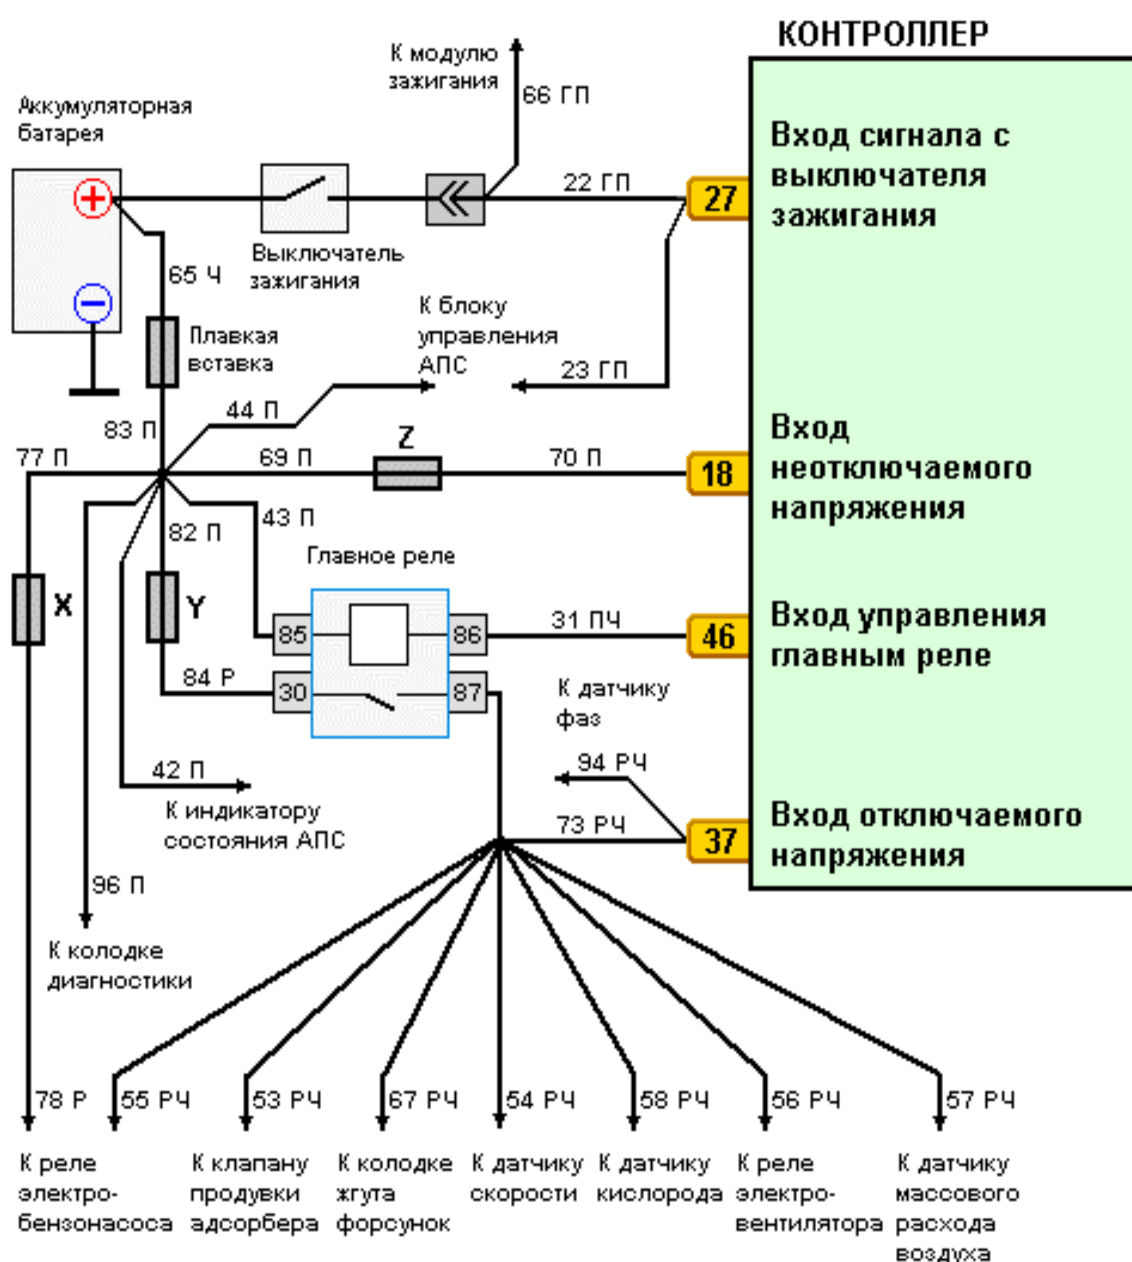 КОНТРОЛЛЕР
К модулю
зажигания
66 ГП
Аккумуляторная
батарея
Вход сигнала с
выключателя
зажигания
22 ГП
27
Выключатель
зажигания
65 Ч
К блоку
управления
АПС
Плавкая
вставка
23 ГП
44 П
83 П
Z
77 П
69 П
70 П
18
Вход
неотключаемого
напряжения
43 П
82 П
Главное реле
X
Y
85
86
31 ПЧ
46
Вход управления
главным реле
84 Р
30
87
К датчику
фаз
94 РЧ
42 П
К индикатору
состояния АПС
73 РЧ
37
Вход отключаемого
напряжения
96 П
К колодке
диагностики
78 Р
55 РЧ
53 РЧ
67 РЧ
54 РЧ
58 РЧ
56 РЧ
57 РЧ
К реле
электро-
бензонасоса
К клапану
продувки
адсорбера
К колодке
жгута
форсунок
К датчику
скорости
К датчику
кислорода
К реле
электро-
вентилятора
К датчику
массового
расхода
воздуха